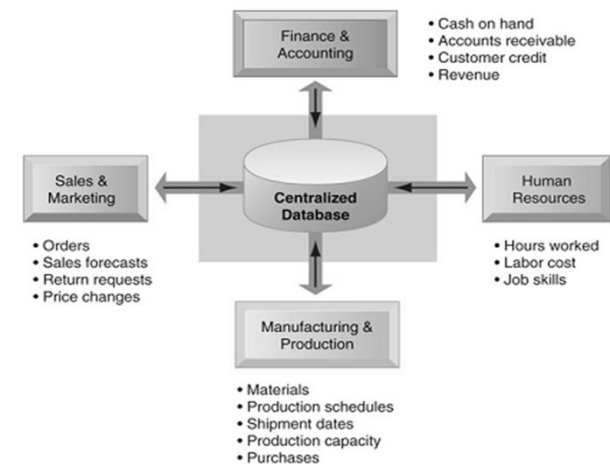 Finance &
Accounting
• Cash on hand
• Accounts receivable
• Customer credit
• Revenue
Sales &
Marketing
• Orders
• Sales forecasts
• Return requests
• Price changes
Centralized
Database
Human
Resources
• Hours worked
• Labor cost
• Job skills
Manufacturing &
Production
• Materials
• Production schedules
• Shipment dates
• Production capacity
• Purchases